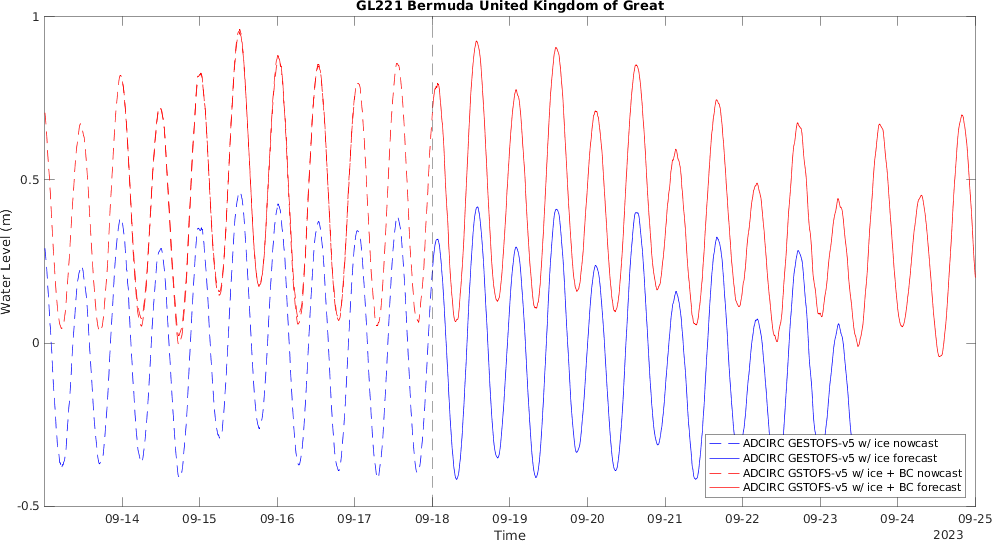 GL221 Bermuda United Kingdom of Great
1
0.5
0
-0.5
Water Level (m)
ADCIRC GESTOFS-v5 w/ ice nowcast
ADCIRC GESTOFS-v5 w/ ice forecast
ADCIRC GSTOFS-v5 w/ ice + BC nowcast
ADCIRC GSTOFS-v5 w/ ice + BC forecast
09-14 09-15 09-16 09-17 09-18 09-19 09-20 09-21 09-22 09-23 09-24 09-25
Time
2023